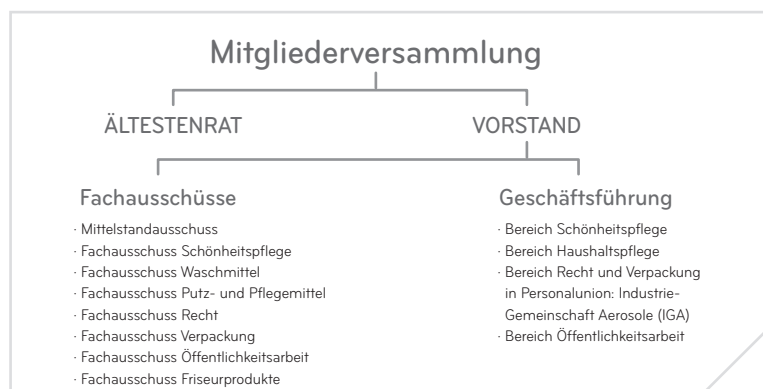 Mitgliederversammlung
ÄLTESTENRAT
VORSTAND
Fachausschüsse
· Mittelstandausschuss
· Fachausschuss Schönheitspflege
· Fachausschuss Waschmittel
· Fachausschuss Putz- und Pflegemittel
· Fachausschuss Recht
· Fachausschuss Verpackung
· Fachausschuss Öffentlichkeitsarbeit
· Fachausschuss Friseurprodukte
Geschäftsführung
· Bereich Schönheitspflege
· Bereich Haushaltspflege
· Bereich Recht und Verpackung
in Personalunion: Industrie-
Gemeinschaft Aerosole (IGA)
· Bereich Öffentlichkeitsarbeit